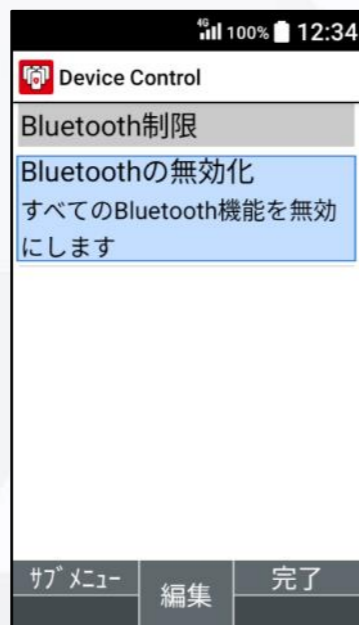 4G 100% 12:34
Device Control
Bluetooth制限
Bluetoothの無効化
すべてのBluetooth機能を無効
にします
ｻﾌﾞﾒﾆｭｰ 編集 完了